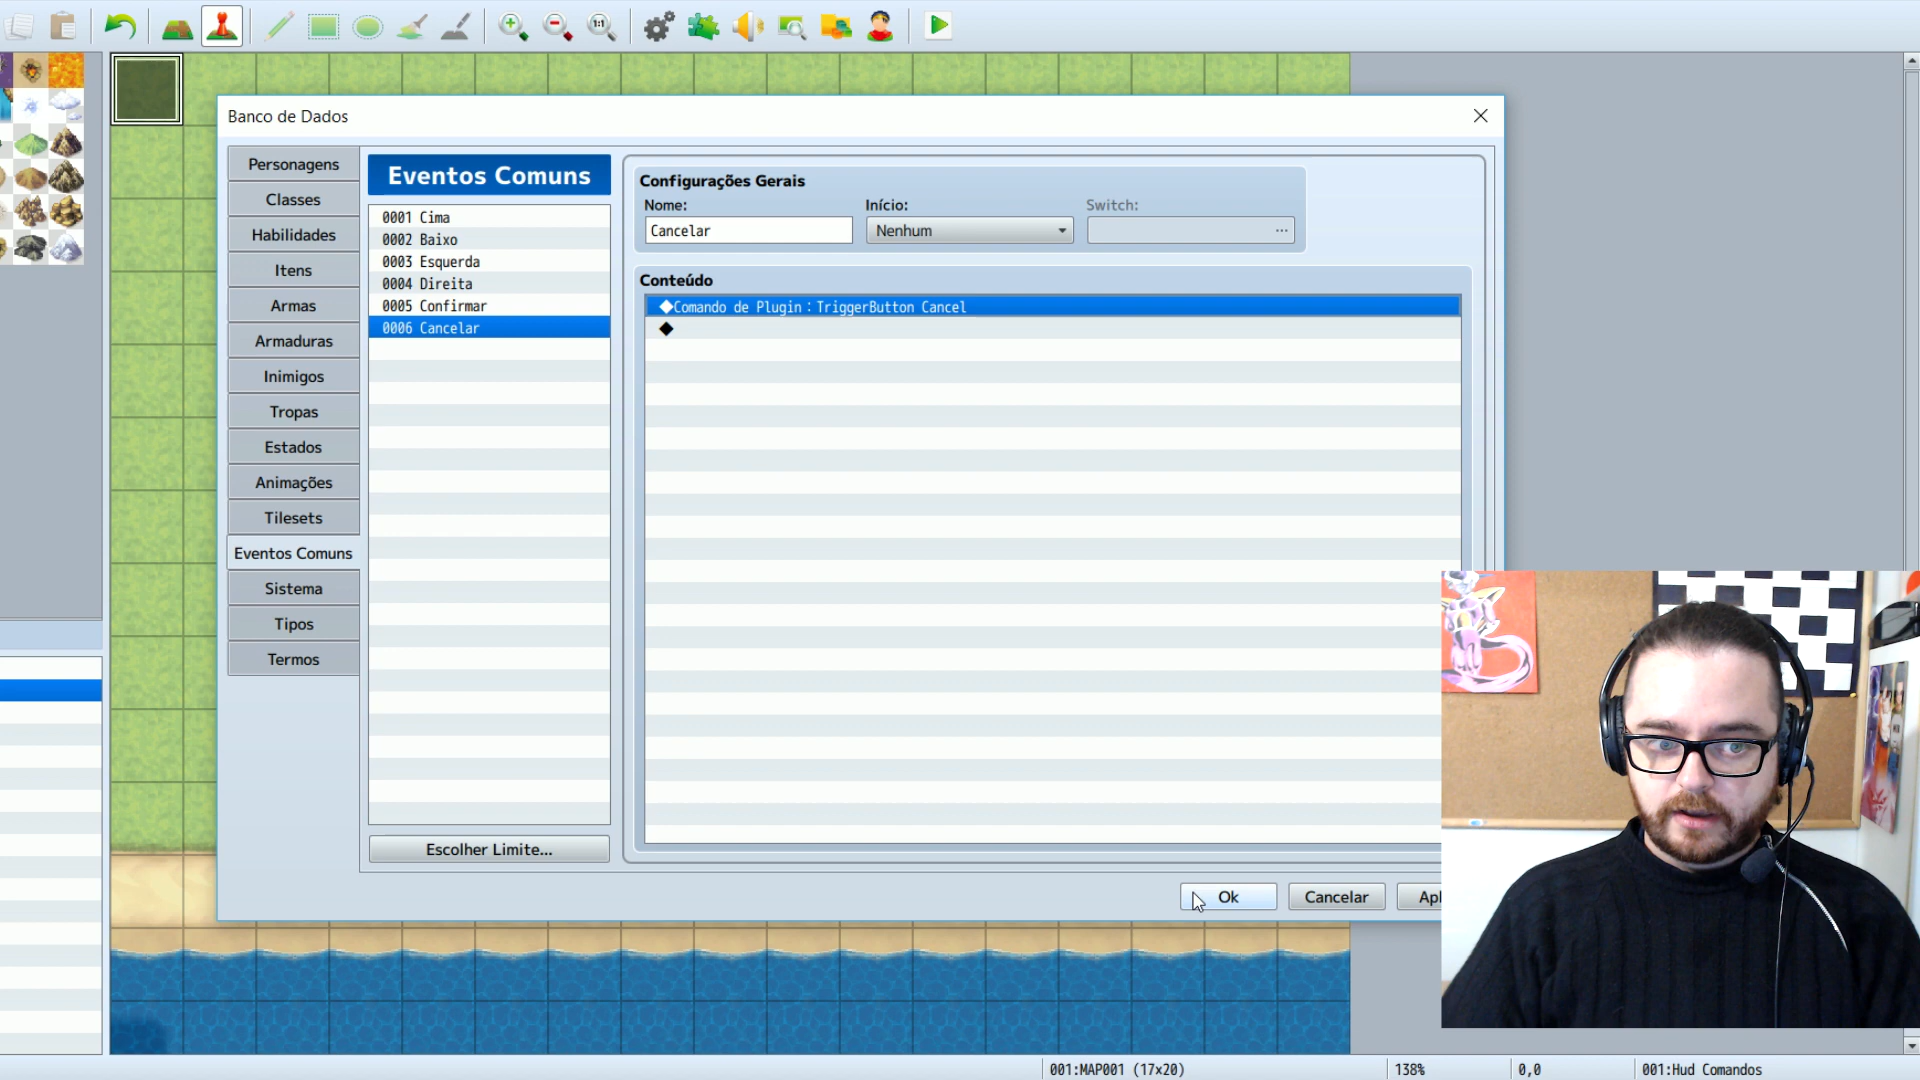 1:1
Banco de Dados
Personagens
Classes
Habilidades
Itens
Armas
Armaduras
Inimigos
Tropas
Estados
Animações
Tilesets
Eventos Comuns
Sistema
Tipos
Termos
Eventos Comuns
0001 Cima
0002 Baixo
0003 Esquerda
0004 Direita
0005 Confirmar
0006 Cancelar
Escolher Limite...
Configurações Gerais
Nome:
Início:
Switch:
Cancelar
Nenhum
...
Conteúdo
◆Comando de Plugin：TriggerButton Cancel
◆
Ok
Cancelar
Apl
001:MAP001 (17x20)
138%
0,0
001:Hud Comandos